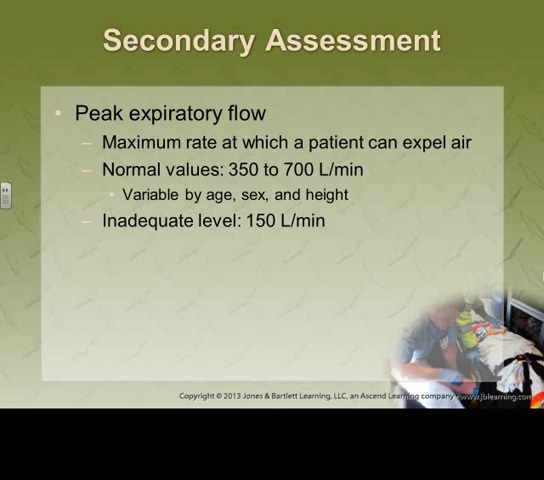 Secondary Assessment
• Peak expiratory flow
– Maximum rate at which a patient can expel air
– Normal values: 350 to 700 L/min
• Variable by age, sex, and height
– Inadequate level: 150 L/min
Copyright © 2013 Jones & Bartlett Learning, LLC, an Ascend Learning company • www.jblearning.com